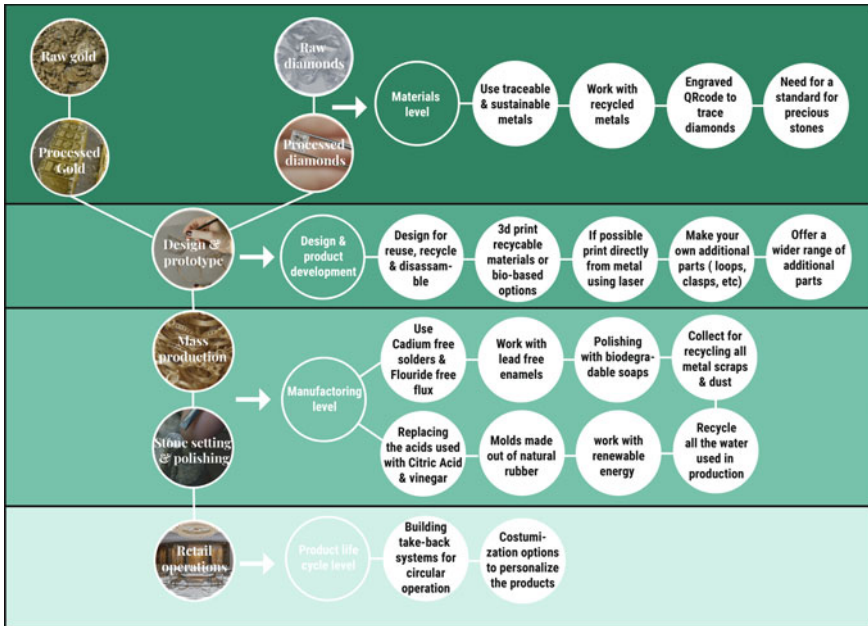 Raw gold
Raw
diamonds
Materials
level
Use traceable
& sustainable
metals
Work with
recycled
metals
Engraved
QRcode to
trace
diamonds
Need for a
standard for
precious
stones
Processed
Gold
Processed
diamonds
Design &
prototype
Design &
product
development
Design for
reuse, recycle
& disassam-
ble
3d print
recycable
materials or
bio-based
options
If possible
print directly
from metal
using laser
Make your
own additional
parts ( loops,
clasps, etc)
Offer a
wider range of
additional
parts
Mass
production
Stone setting
& polishing
Manufactoring
level
Use
Cadium free
solders &
Flouride free
flux
Work with
lead free
enamels
Polishing
with biodegra-
dable soaps
Collect for
recycling all
metal scraps
& dust
Replacing
the acids used
with Citric Acid
& vinegar
Molds made
out of natural
rubber
work with
renewable
energy
Recycle
all the water
used in
production
Retail
operations
Product life
cycle level
Building
take-back
systems for
circular
operation
Costumi-
zation options
to personalize
the products